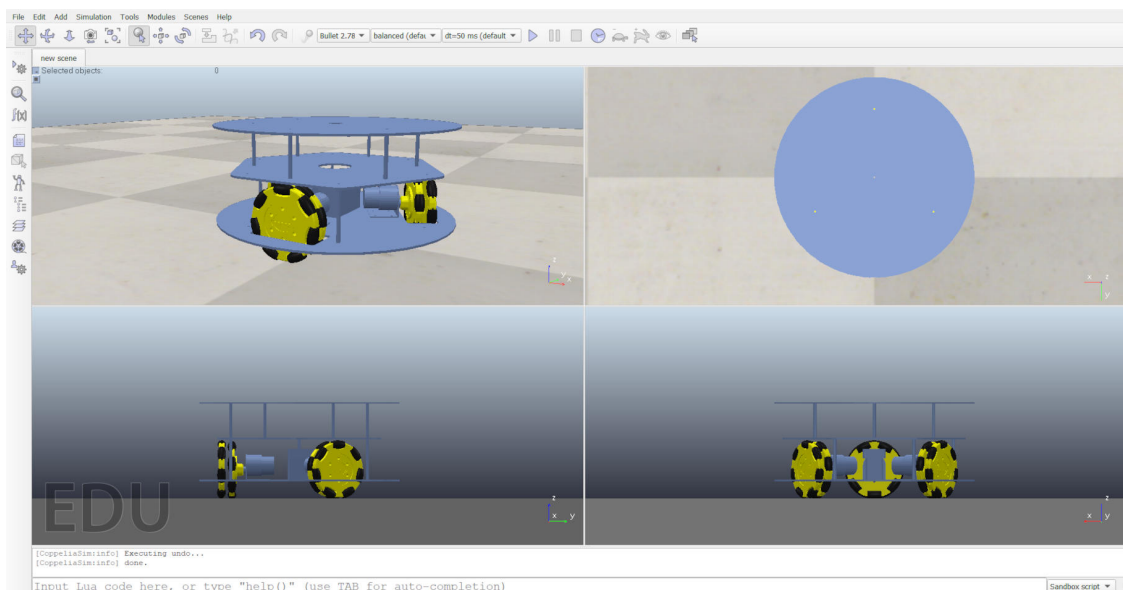 File Edit Add Simulation Tools Modules Scenes Help
Bullet 2.78 balanced (defau dt=50 ms (default
new scene
Selected objects: 0
f(x)
z
y
x
x z
y
EDU
z
x y
z
x y
[CoppeliaSim:info] Executing undo...
[CoppeliaSim:info] done.
Input Lua code here, or type "help()" (use TAB for auto-completion)
Sandbox script